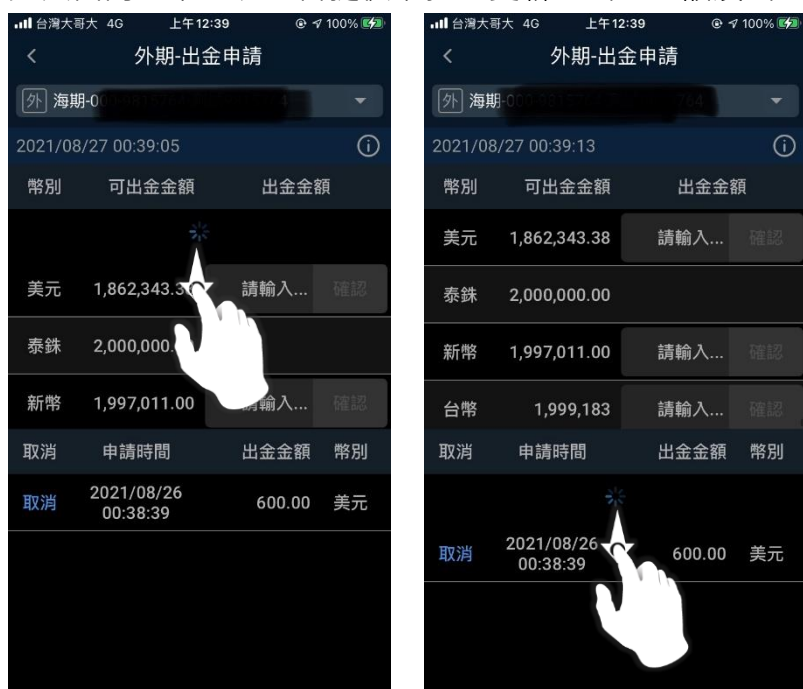 台灣大哥大 4G 上午12:39 100%
外期-出金申請
外 海期-0
2021/08/27 00:39:05
幣別 可出金金額 出金金額
美元 1,862,343.3 請輸入... 確認
泰銖 2,000,000.
新幣 1,997,011.00 請輸入... 確認
取消 申請時間 出金金額 幣別
取消 2021/08/26 00:38:39 600.00 美元
台灣大哥大 4G 上午12:39 100%
外期-出金申請
外 海期-000
2021/08/27 00:39:13
幣別 可出金金額 出金金額
美元 1,862,343.38 請輸入... 確認
泰銖 2,000,000.00
新幣 1,997,011.00 請輸入... 確認
台幣 1,999,183 請輸入... 確認
取消 申請時間 出金金額 幣別
取消 2021/08/26 00:38:39 600.00 美元